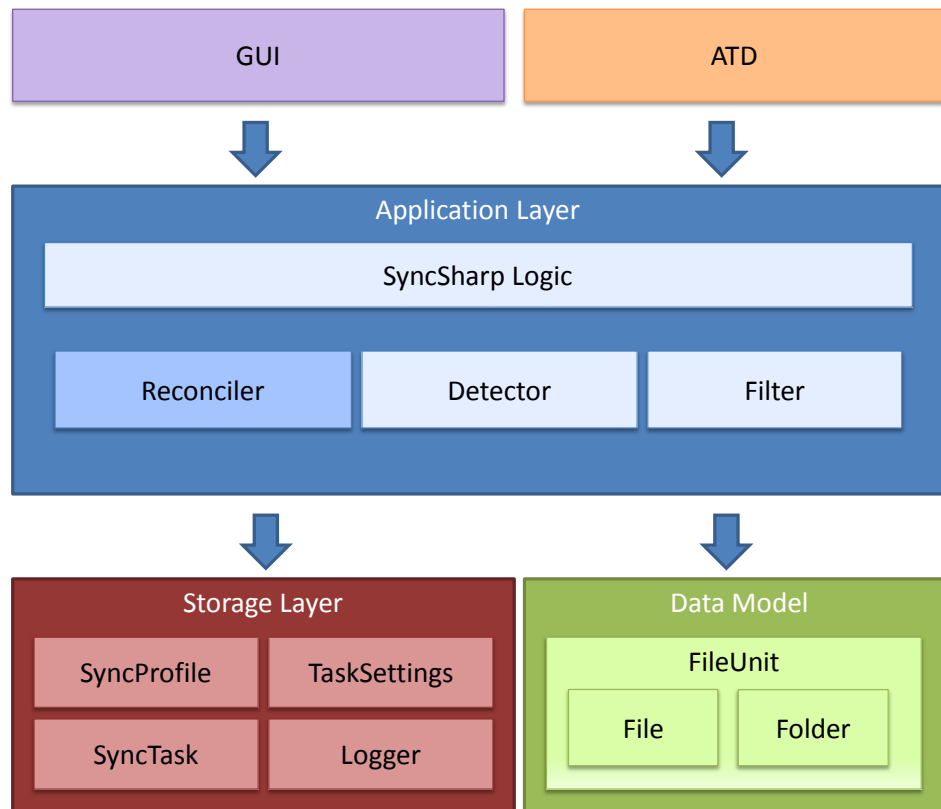 GUI
ATD
Application Layer
SyncSharp Logic
Reconciler
Detector
Filter
Storage Layer
SyncProfile
TaskSettings
SyncTask
Logger
Data Model
FileUnit
File
Folder